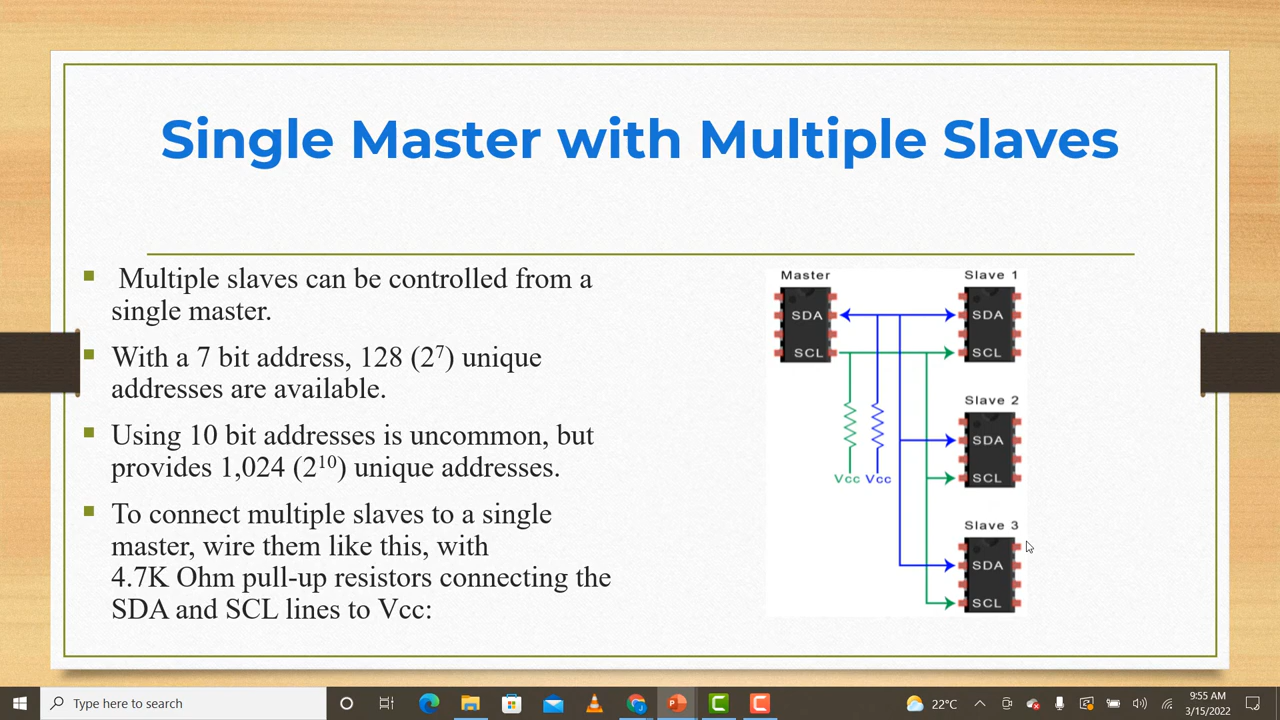 Single Master with Multiple Slaves
Multiple slaves can be controlled from a
single master.
With a 7 bit address, 128 (2⁷) unique
addresses are available.
Using 10 bit addresses is uncommon, but
provides 1,024 (2¹⁰) unique addresses.
To connect multiple slaves to a single
master, wire them like this, with
4.7K Ohm pull-up resistors connecting the
SDA and SCL lines to Vcc:
Master
SDA
SCL
Vcc Vcc
Slave 1
SDA
SCL
Slave 2
SDA
SCL
Slave 3
SDA
SCL
Type here to search
22°C
9:55 AM
3/15/2022